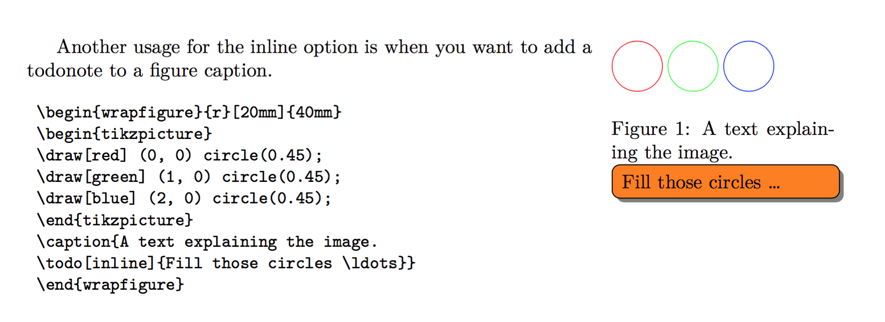 Another usage for the inline option is when you want to add a
todonote to a figure caption.
\begin{wrapfigure}{r}[20mm]{40mm}
\begin{tikzpicture}
\draw[red] (0, 0) circle(0.45);
\draw[green] (1, 0) circle(0.45);
\draw[blue] (2, 0) circle(0.45);
\end{tikzpicture}
\caption{A text explaining the image.
\todo[inline]{Fill those circles \ldots}}
\end{wrapfigure}
Figure 1: A text explain-
ing the image.
Fill those circles ...